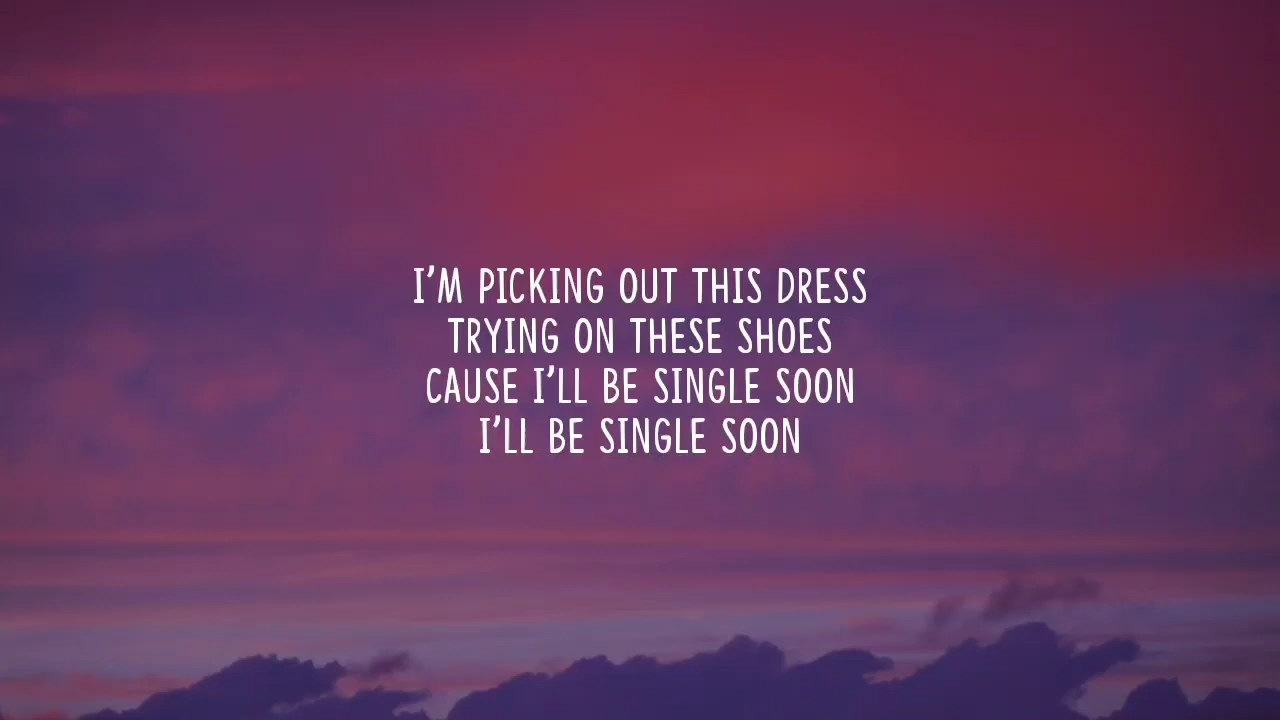 I'M PICKING OUT THIS DRESS
TRYING ON THESE SHOES
CAUSE I'LL BE SINGLE SOON
I'LL BE SINGLE SOON